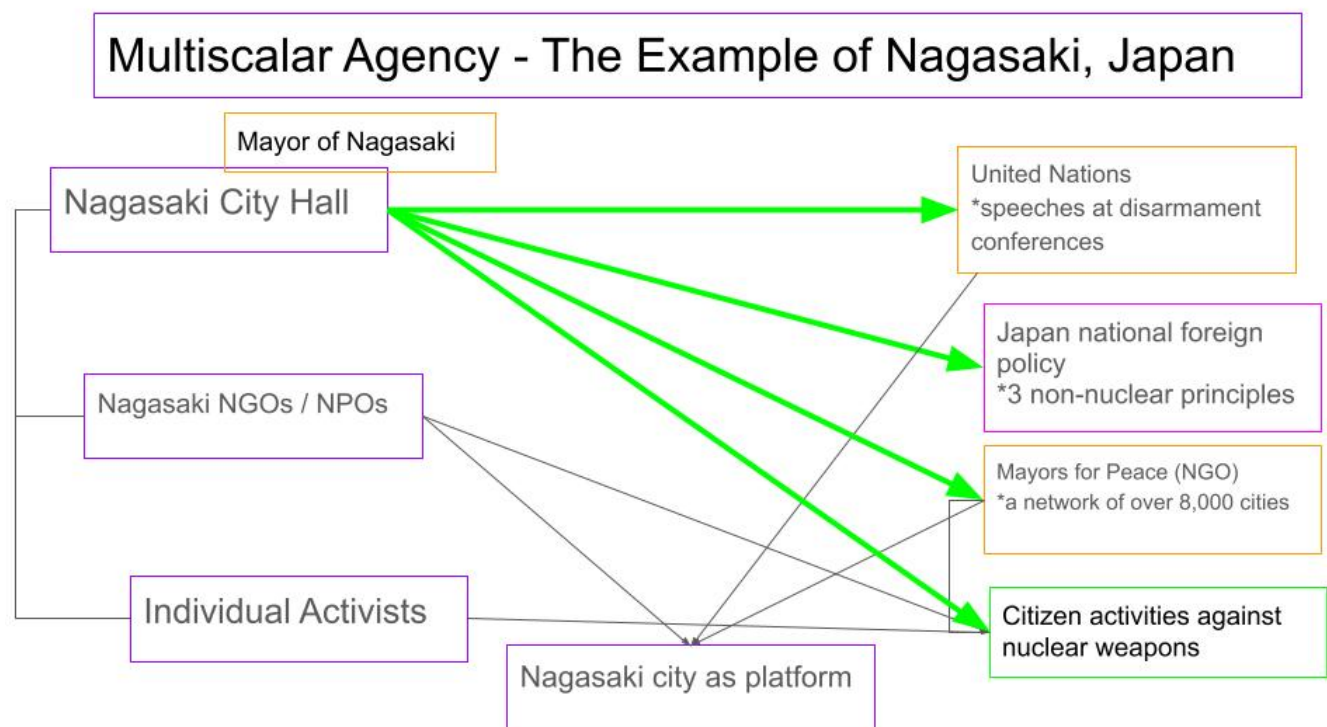 Multiscalar Agency - The Example of Nagasaki, Japan
Mayor of Nagasaki
Nagasaki City Hall
United Nations
*speeches at disarmament
conferences
Japan national foreign
policy
*3 non-nuclear principles
Nagasaki NGOs / NPOs
Mayors for Peace (NGO)
*a network of over 8,000 cities
Individual Activists
Citizen activities against
nuclear weapons
Nagasaki city as platform